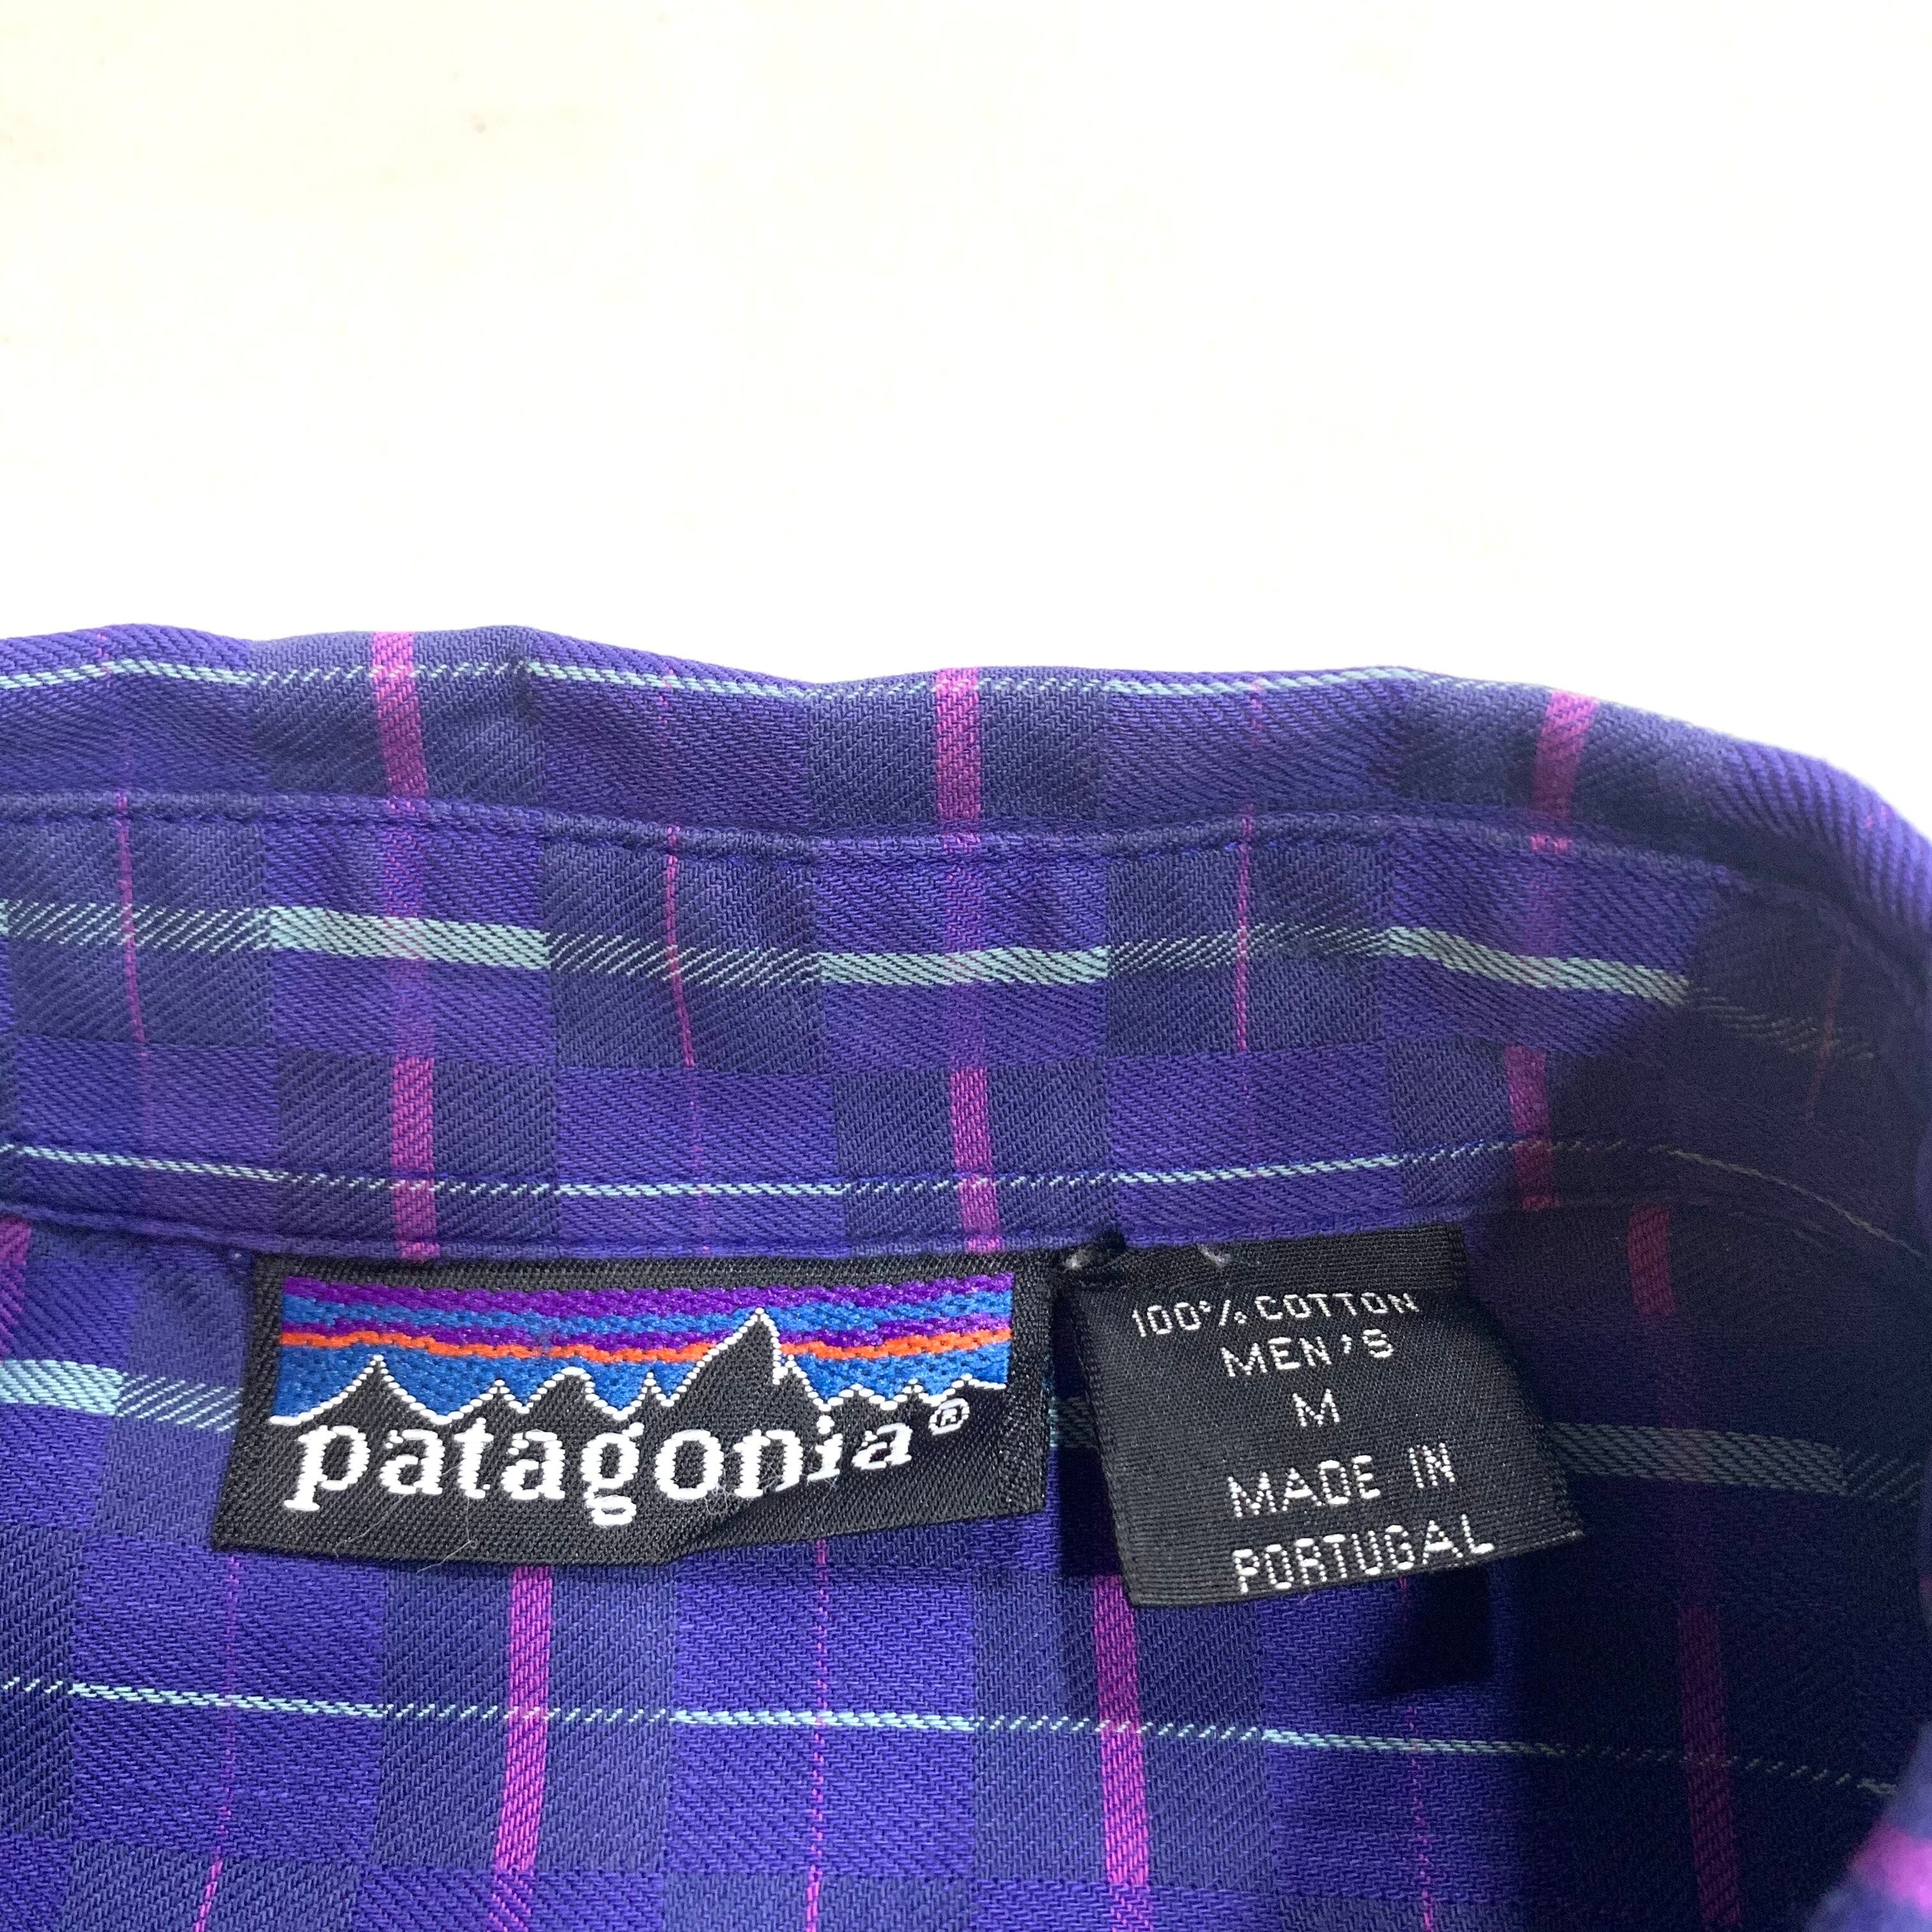 patagonia®
100% COTTON
MEN'S
M
MADE IN
PORTUGAL